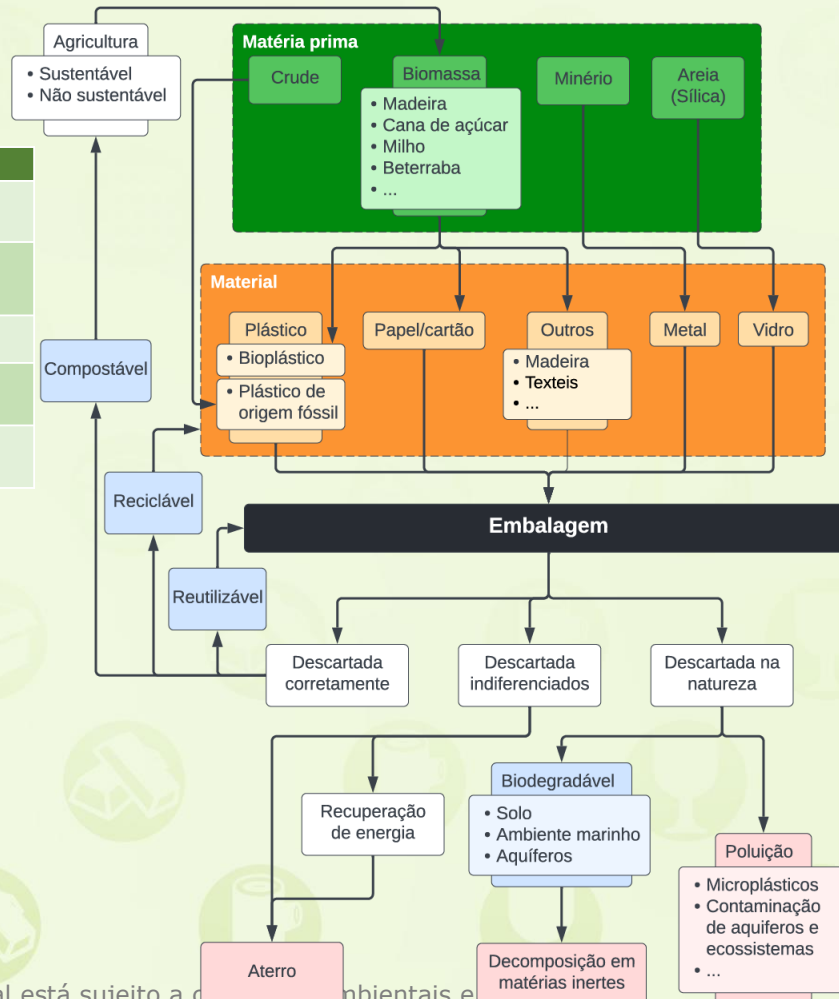 Agricultura
• Sustentável
• Não sustentável
Matéria prima
Crude
Biomassa
• Madeira
• Cana de açúcar
• Milho
• Beterraba
• ...
Minério
Areia
(Sílica)
Material
Plástico
• Bioplástico
• Plástico de
origem fóssil
Papel/cartão
Outros
• Madeira
• Texteis
• ...
Metal
Vidro
Compostável
Reciclável
Reutilizável
Embalagem
Descartada
corretamente
Descartada
indiferenciados
Descartada na
natureza
Recuperação
de energia
Biodegradável
• Solo
• Ambiente marinho
• Aquíferos
Poluição
• Microplásticos
• Contaminação
de aquiferos e
ecossistemas
• ...
Aterro
Decomposição em
matérias inertes
está sujeito a